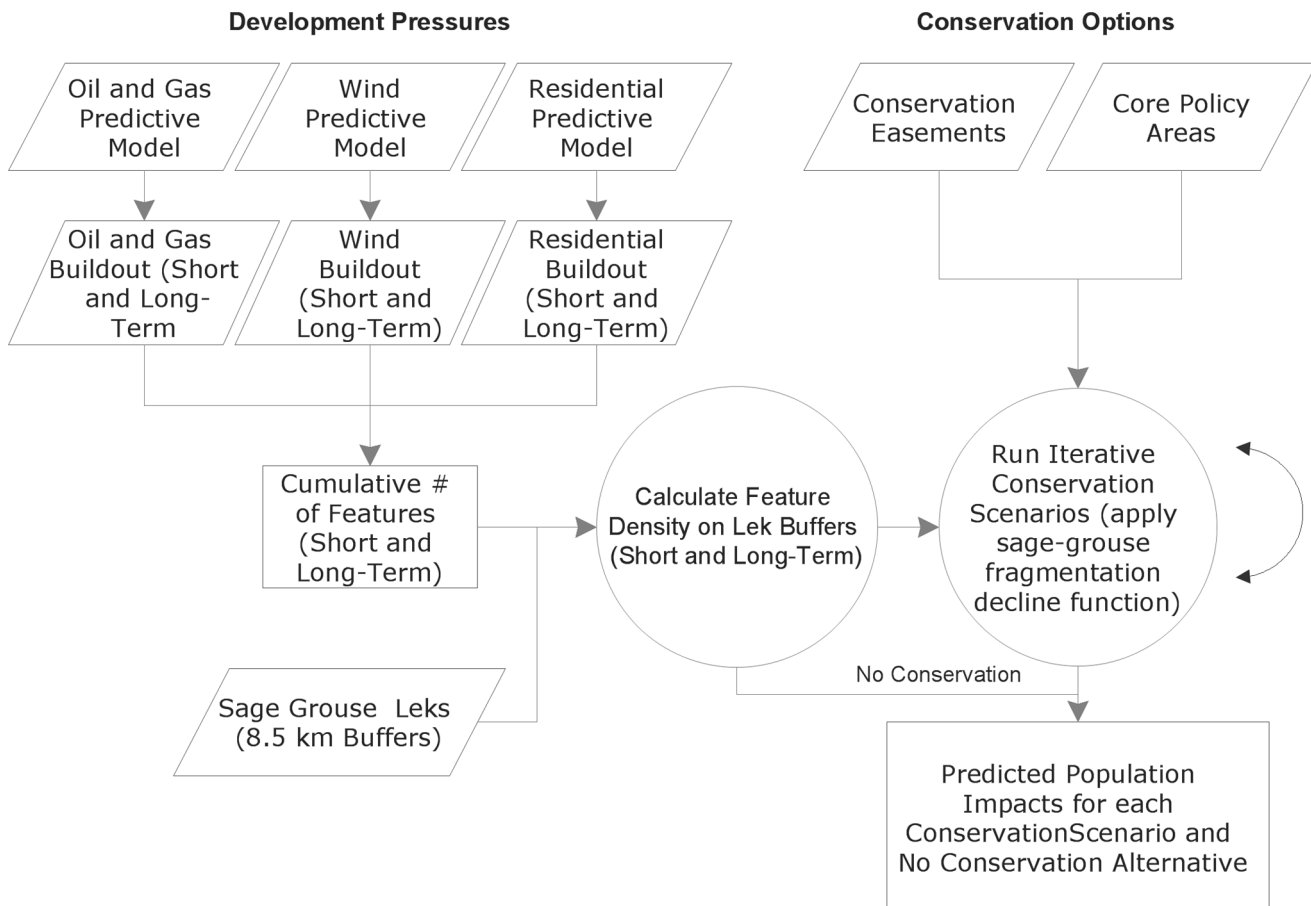 Development Pressures
Conservation Options
Oil and Gas
Predictive
Model
Wind
Predictive
Model
Residential
Predictive
Model
Conservation
Easements
Core Policy
Areas
Oil and Gas
Buildout (Short
and Long-
Term
Wind
Buildout
(Short and
Long-Term)
Residential
Buildout
(Short and
Long-Term)
Cumulative #
of Features
(Short and
Long-Term)
Calculate Feature
Density on Lek Buffers
(Short and Long-Term)
Run Iterative
Conservation
Scenarios (apply
sage-grouse
fragmentation
decline function)
Sage Grouse Leks
(8.5 km Buffers)
No Conservation
Predicted Population
Impacts for each
ConservationScenario and
No Conservation Alternative